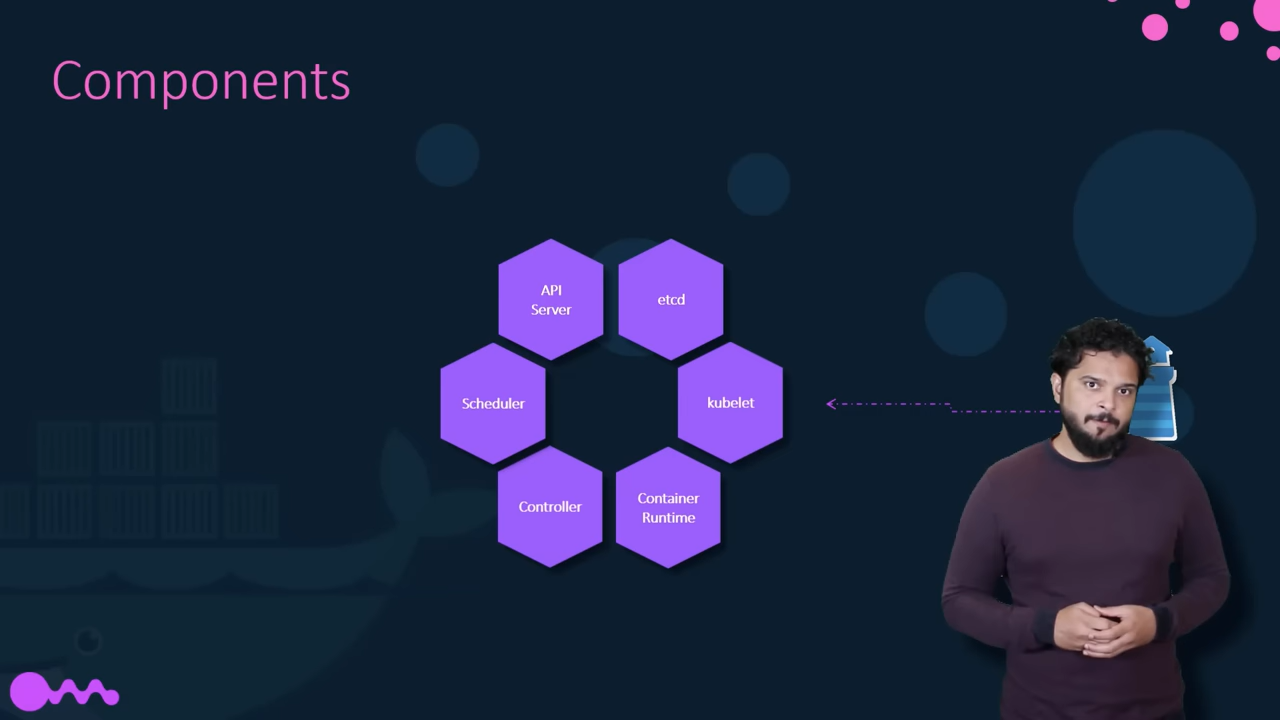 Components
API
Server
etcd
Scheduler
kubelet
Controller
Container
Runtime